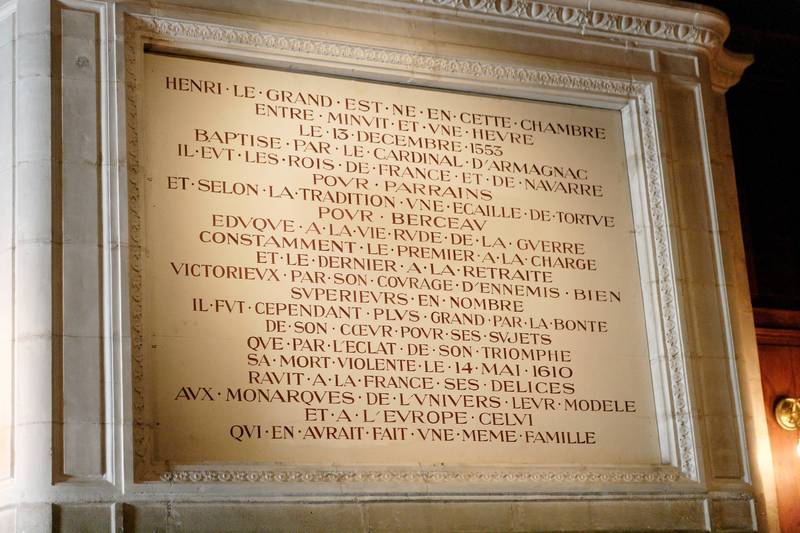 HENRI·LE·GRAND·EST·NE·EN·CETTE·CHAMBRE
ENTRE·MINVIT·ET·VNE·HEVRE
LE·13·DECEMBRE·1553
BAPTISE·PAR·LE·CARDINAL·D'ARMAGNAC
IL·EVT·LES·ROIS·DE·FRANCE·ET·DE·NAVARRE
POVR·PARRAINS
ET·SELON·LA·TRADITION·VNE·ECAILLE·DE·TORTVE
POVR·BERCEAV
EDVQVE·A·LA·VIE·RVDE·DE·LA·GVERRE
CONSTAMMENT·LE·PREMIER·A·LA·CHARGE
ET·LE·DERNIER·A·LA·RETRAITE
VICTORIEVX·PAR·SON·COVRAGE·D'ENNEMIS·BIEN
SVPERIEVRS·EN·NOMBRE
IL·FVT·CEPENDANT·PLVS·GRAND·PAR·LA·BONTE
DE·SON·CŒVR·POVR·SES·SVJETS
QVE·PAR·L'ECLAT·DE·SON·TRIOMPHE
SA·MORT·VIOLENTE·LE·14·MAI·1610
RAVIT·A·LA·FRANCE·SES·DELICES
AVX·MONARQVES·DE·L'VNIVERS·LEVR·MODELE
ET·A·L'EVROPE·CELVI
QVI·EN·AVRAIT·FAIT·VNE·MEME·FAMILLE